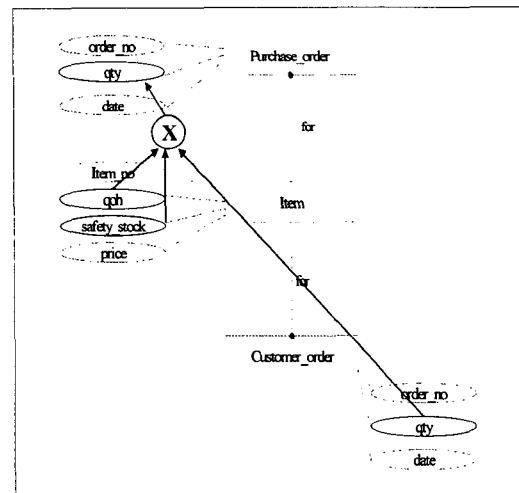 order_no
qty
date
Purchase_order
X
for
Item_no
qoh
safety_stock
price
Item
for
Customer_order
order_no
qty
date